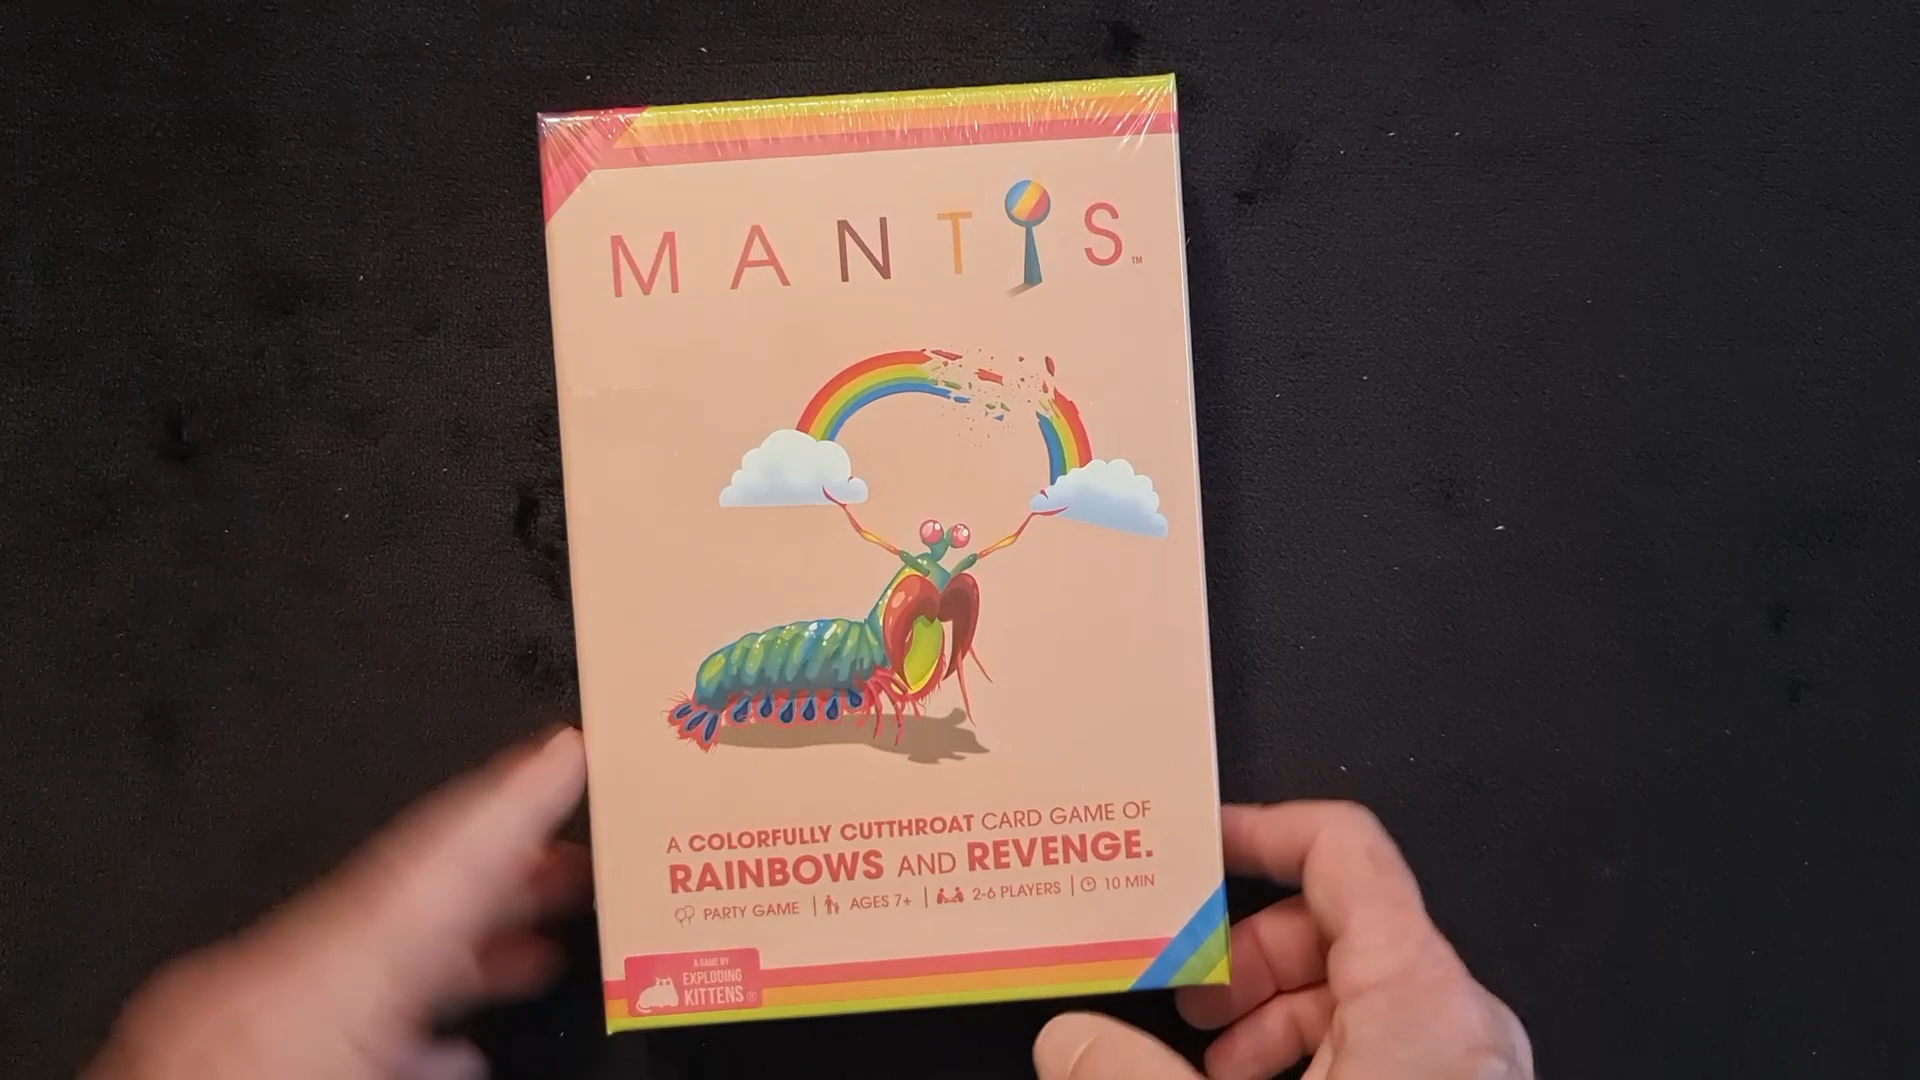 MANTIS™
A COLORFULLY CUTTHROAT CARD GAME OF
RAINBOWS AND REVENGE.
PARTY GAME | AGES 7+ | 2-6 PLAYERS | 10 MIN
A GAME BY
EXPLODING
KITTENS®